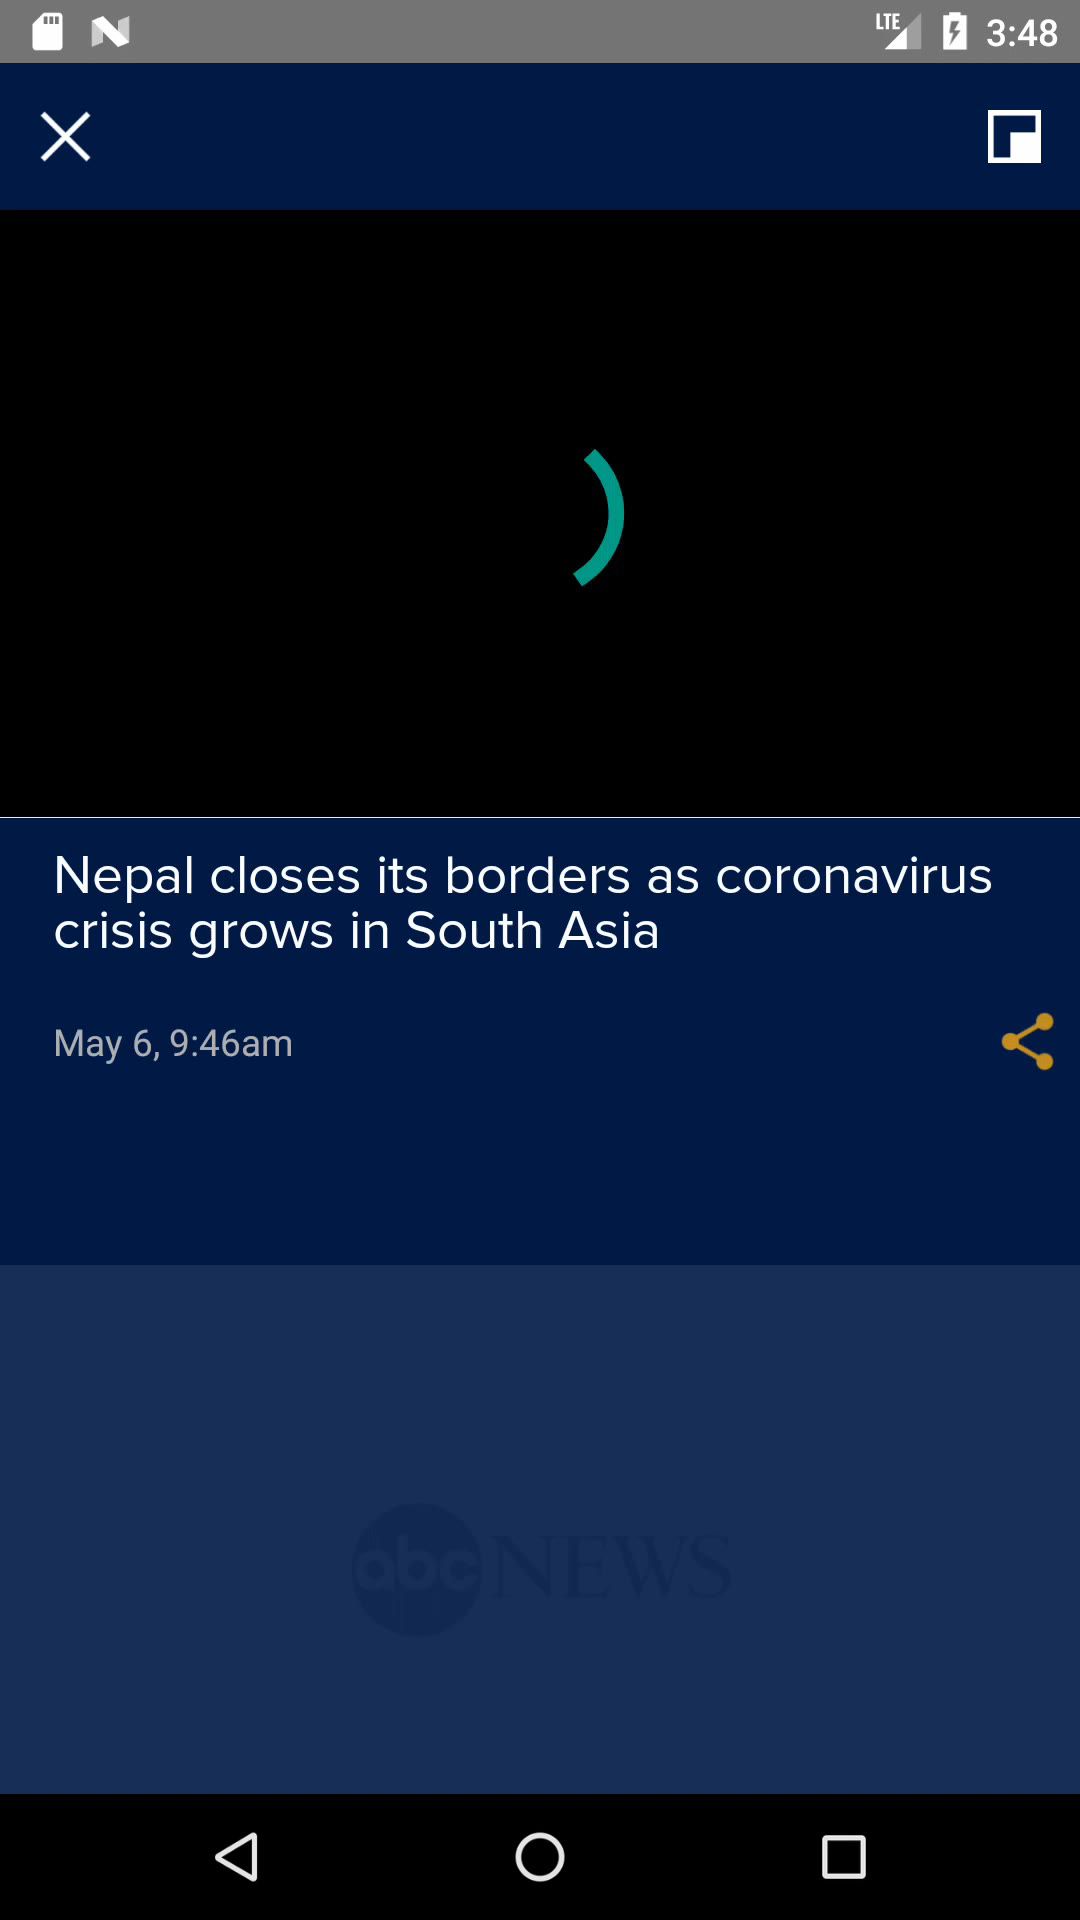 LTE 3:48
Nepal closes its borders as coronavirus
crisis grows in South Asia
May 6, 9:46am
abc NEWS